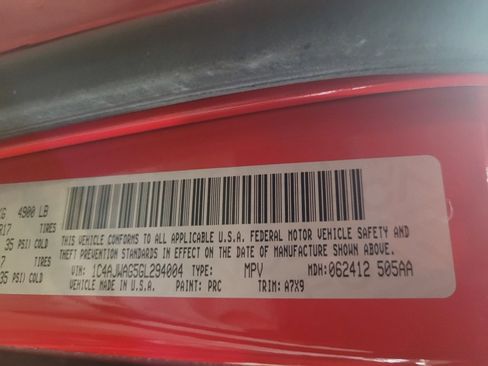 KG 4900 LB
R17 TIRES
35 PSI/COLD
7 TIRES
35 PSI/COLD
THIS VEHICLE CONFORMS TO ALL APPLICABLE U.S.A. FEDERAL MOTOR VEHICLE SAFETY AND
THEFT PREVENTION STANDARDS IN EFFECT ON THE DATE OF MANUFACTURE SHOWN ABOVE.
VIN: 1C4AJWAG5GL294004 TYPE: MPV MDH: 062412 505AA
VEHICLE MADE IN U.S.A. PAINT: PRC TRIM: A7X9